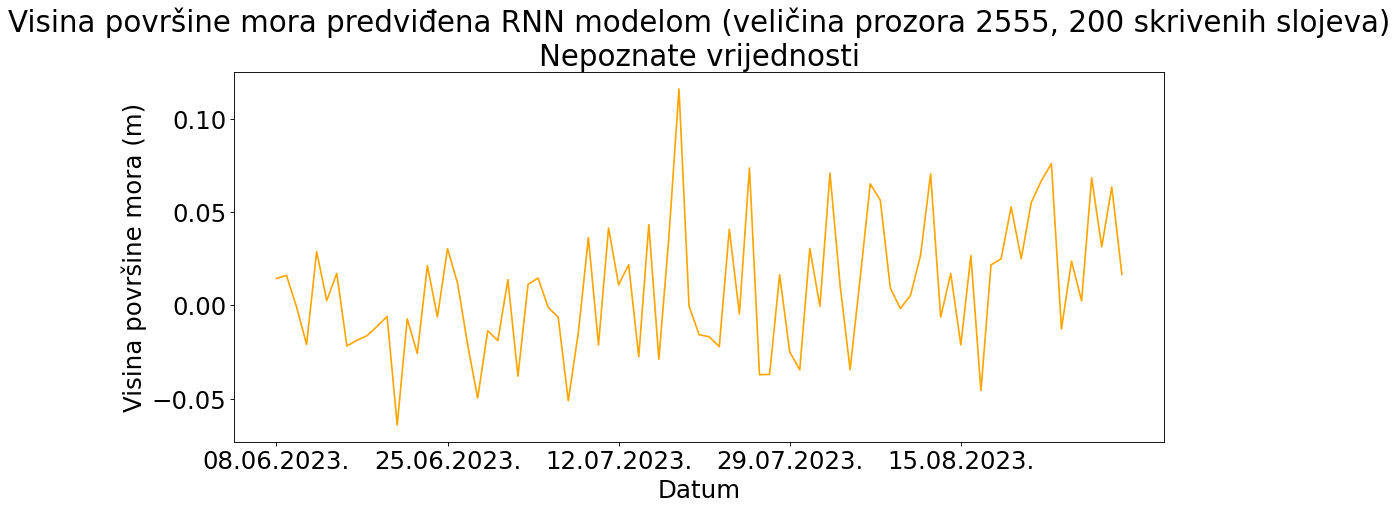 Visina površine mora predviđena RNN modelom (veličina prozora 2555, 200 skrivenih slojeva)
Nepoznate vrijednosti
Visina površine mora (m)
0.10
0.05
0.00
−0.05
08.06.2023. 25.06.2023. 12.07.2023. 29.07.2023. 15.08.2023.
Datum